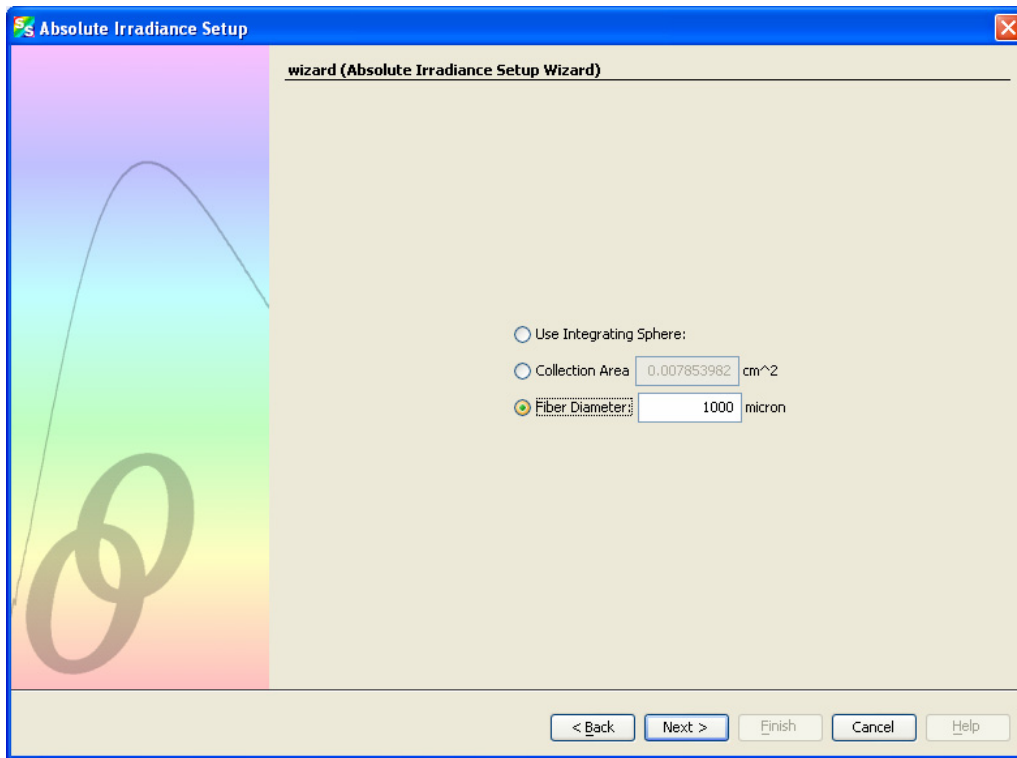 Absolute Irradiance Setup
wizard (Absolute Irradiance Setup Wizard)
Use Integrating Sphere:
Collection Area 0.007853982 cm^2
Fiber Diameter: 1000 micron
< Back Next > Finish Cancel Help